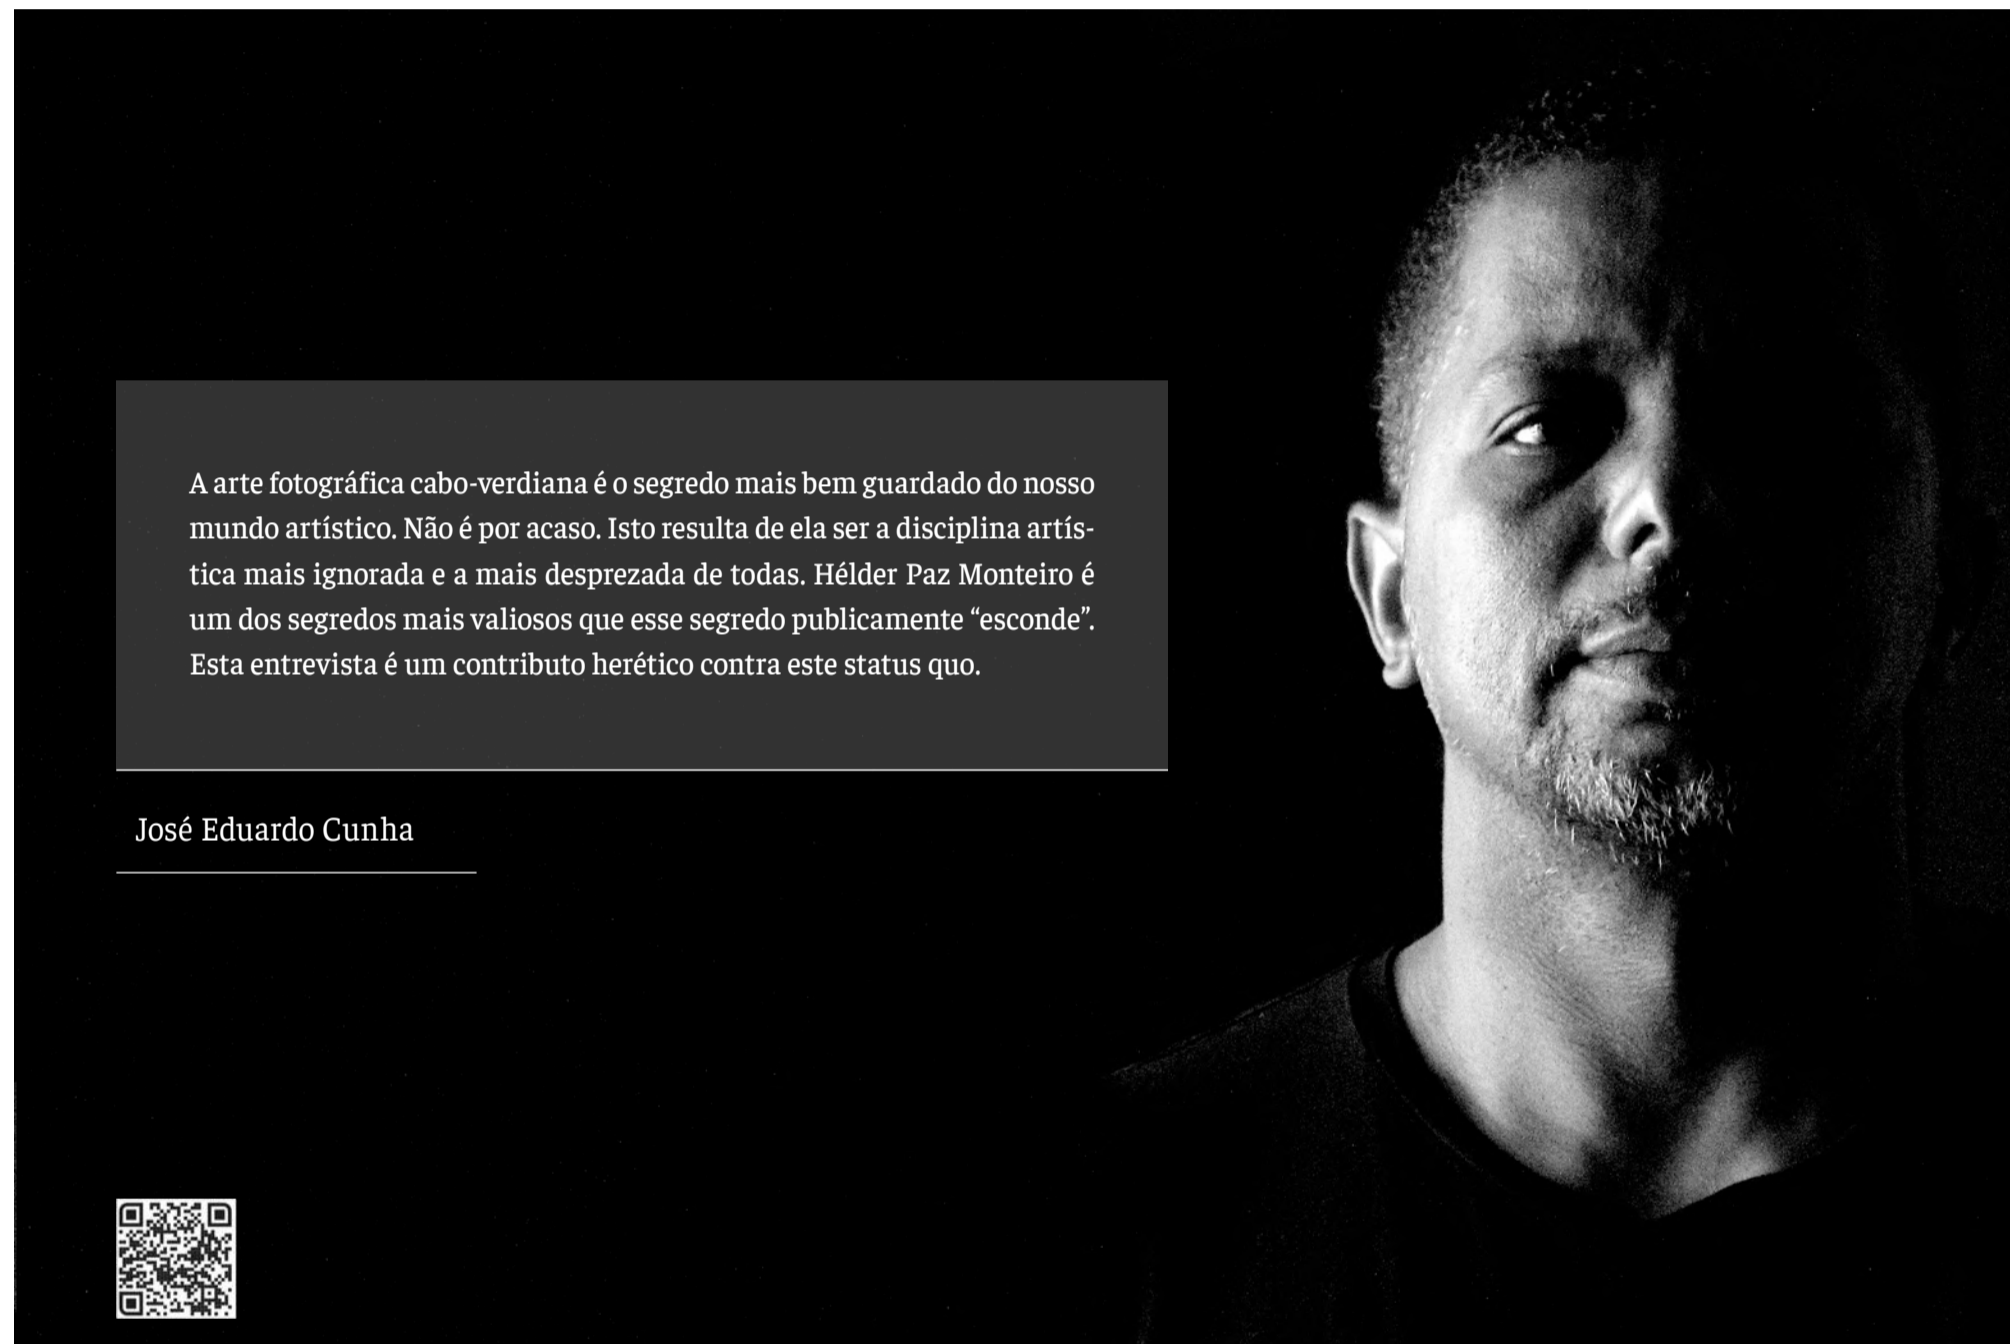 A arte fotográfica cabo-verdiana é o segredo mais bem guardado do nosso
mundo artístico. Não é por acaso. Isto resulta de ela ser a disciplina artís-
tica mais ignorada e a mais desprezada de todas. Hélder Paz Monteiro é
um dos segredos mais valiosos que esse segredo publicamente “esconde”.
Esta entrevista é um contributo herético contra este status quo.
José Eduardo Cunha